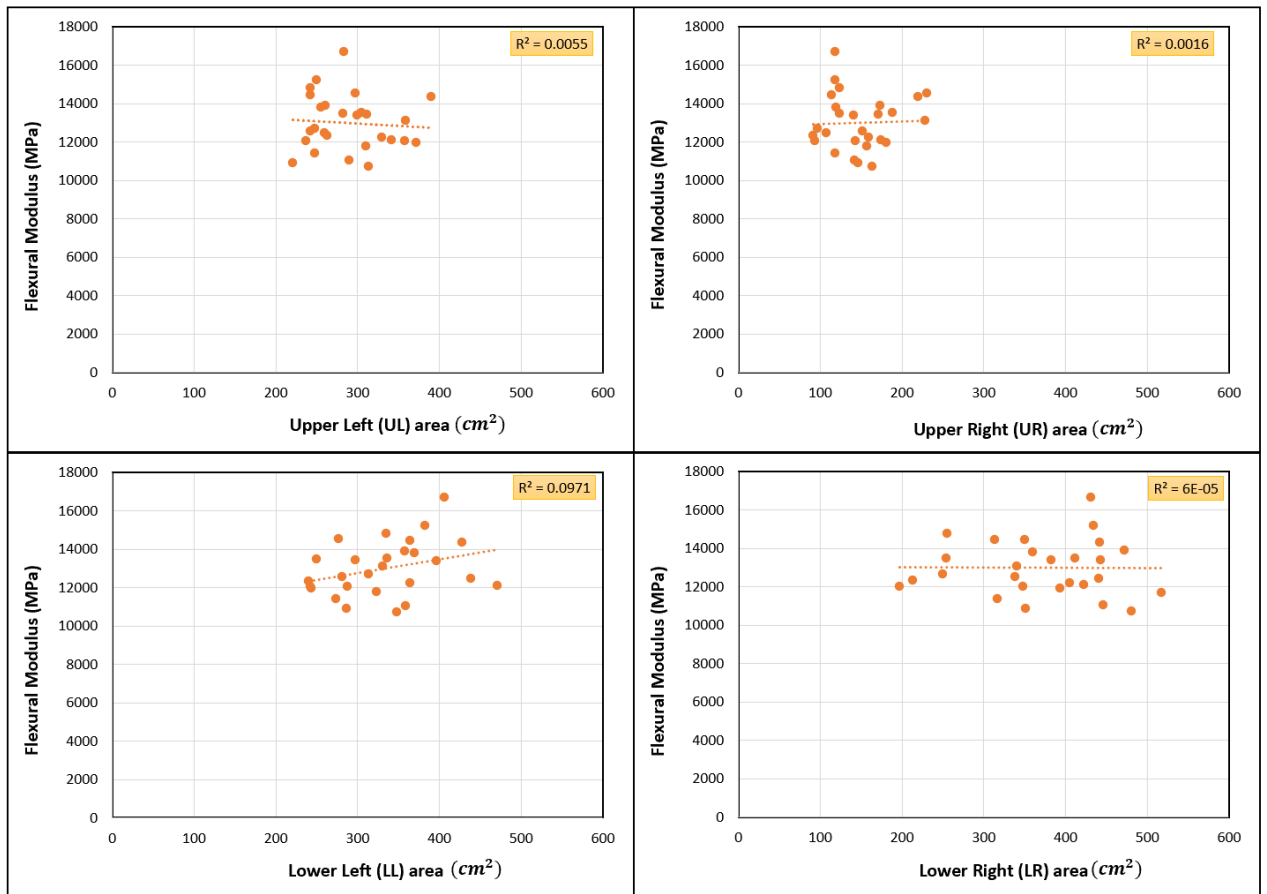 R² = 0.0055
18000
16000
14000
12000
10000
8000
6000
4000
2000
0
Flexural Modulus (MPa)
0 100 200 300 400 500 600
Upper Left (UL) area (cm²)
R² = 0.0016
18000
16000
14000
12000
10000
8000
6000
4000
2000
0
Flexural Modulus (MPa)
0 100 200 300 400 500 600
Upper Right (UR) area (cm²)
R² = 0.0971
18000
16000
14000
12000
10000
8000
6000
4000
2000
0
Flexural Modulus (MPa)
0 100 200 300 400 500 600
Lower Left (LL) area (cm²)
R² = 6E-05
18000
16000
14000
12000
10000
8000
6000
4000
2000
0
Flexural Modulus (MPa)
0 100 200 300 400 500 600
Lower Right (LR) area (cm²)